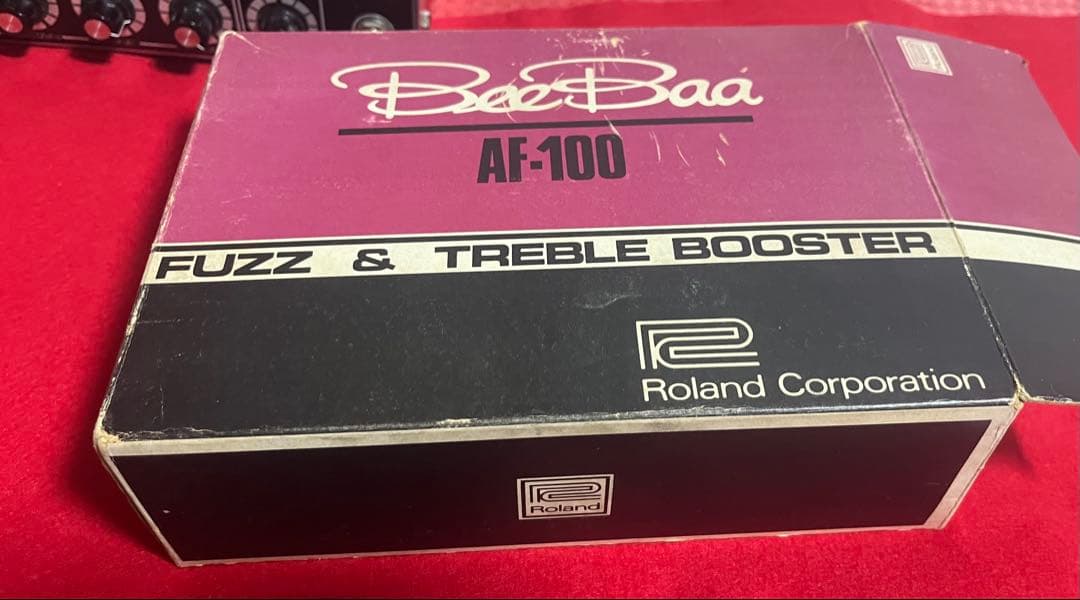 BeeBaa
AF-100
FUZZ & TREBLE BOOSTER
Roland Corporation
Roland